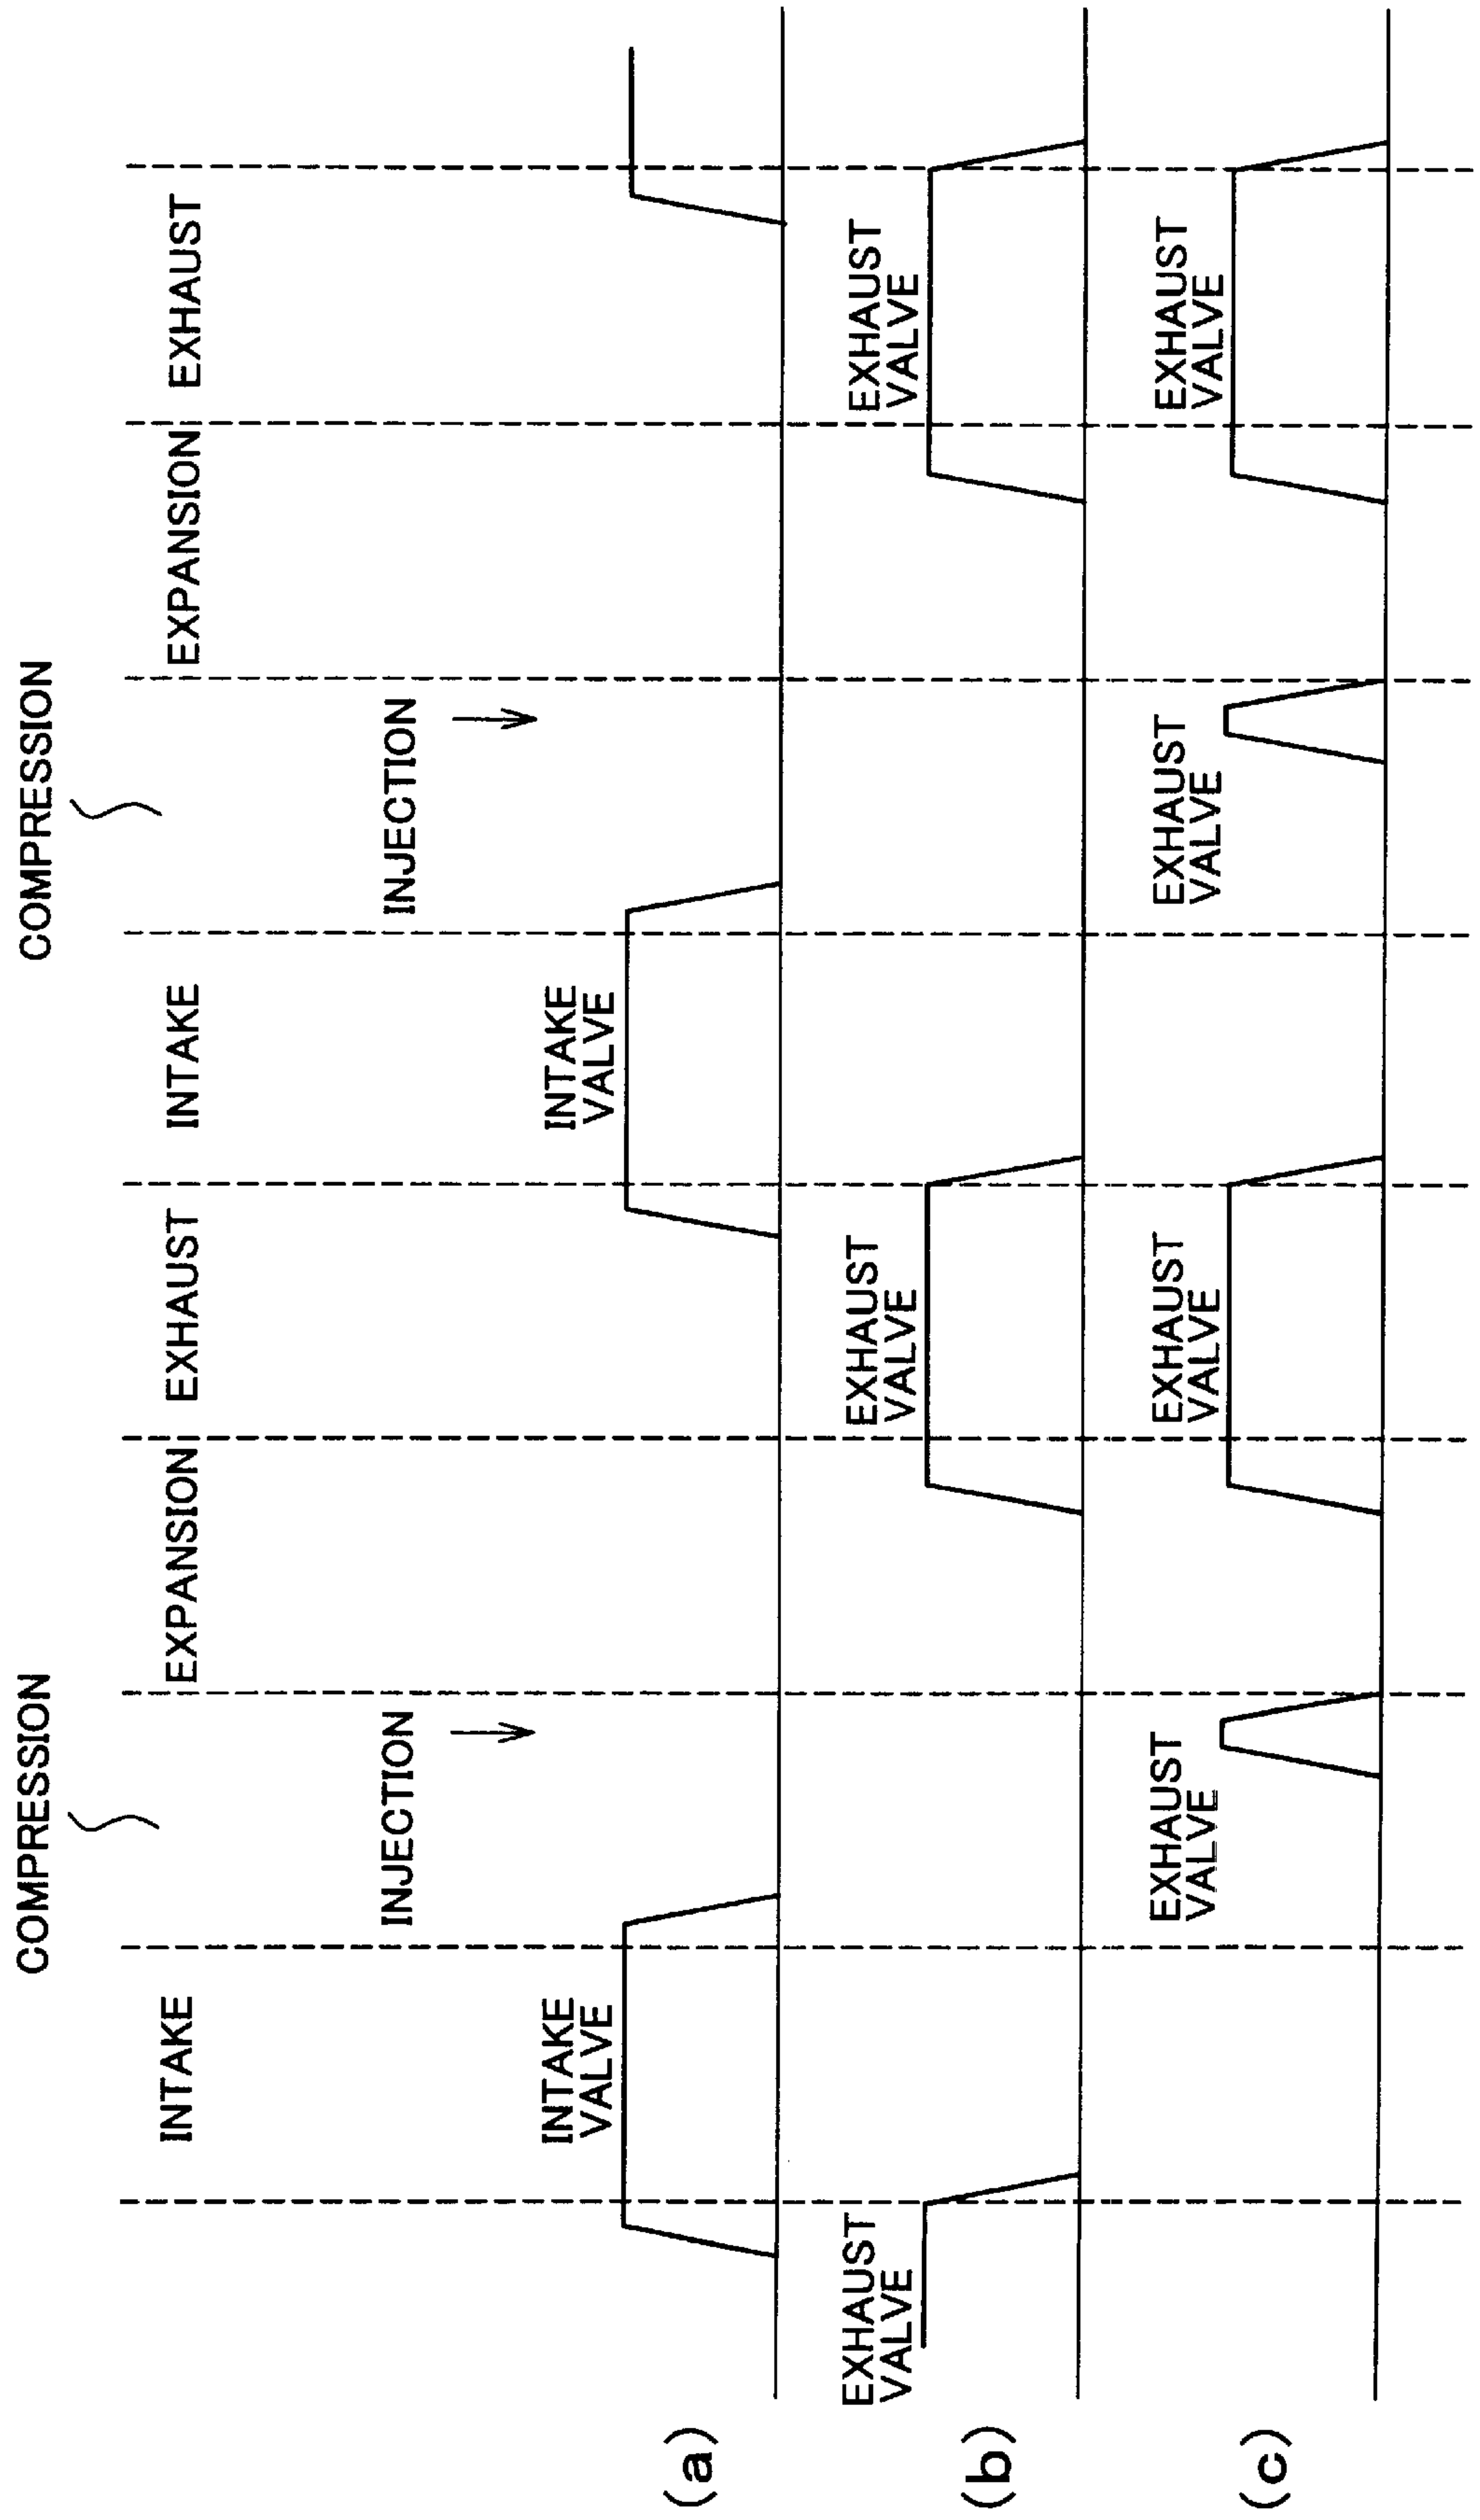 COMPRESSION
COMPRESSION
INTAKE
EXPANSION
EXHAUST
INTAKE
EXPANSION
EXHAUST
INJECTION
INJECTION
INTAKE
VALVE
INTAKE
VALVE
(a)
EXHAUST
VALVE
EXHAUST
VALVE
EXHAUST
VALVE
(b)
EXHAUST
VALVE
EXHAUST
VALVE
EXHAUST
VALVE
EXHAUST
VALVE
(c)